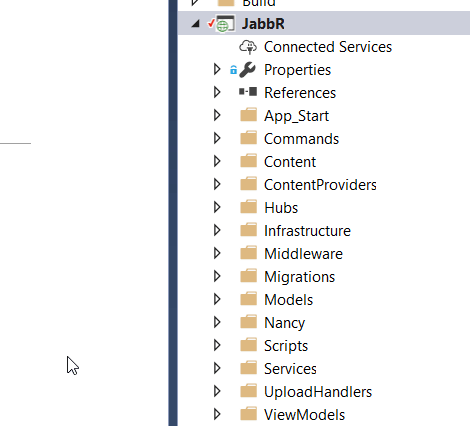 Build
JabbR
Connected Services
Properties
References
App_Start
Commands
Content
ContentProviders
Hubs
Infrastructure
Middleware
Migrations
Models
Nancy
Scripts
Services
UploadHandlers
ViewModels